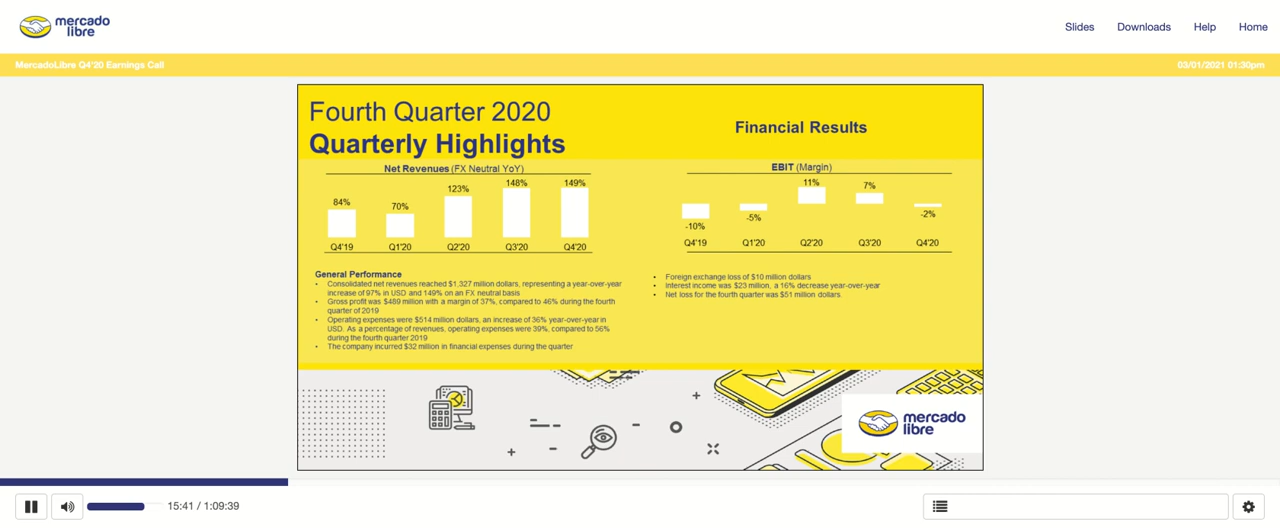 mercado
libre
Slides Downloads Help Home
MercadoLibre Q4'20 Earnings Call 03/01/2021 01:30pm
Fourth Quarter 2020
Quarterly Highlights
Financial Results
Net Revenues (FX Neutral YoY)
84% 70% 123% 148% 149%
Q4'19 Q1'20 Q2'20 Q3'20 Q4'20
EBIT (Margin)
-10% -5% 11% 7% -2%
Q4'19 Q1'20 Q2'20 Q3'20 Q4'20
General Performance
• Consolidated net revenues reached $1,327 million dollars, representing a year-over-year
increase of 97% in USD and 149% on an FX neutral basis
• Gross profit was $489 million with a margin of 37%, compared to 46% during the fourth
quarter of 2019
• Operating expenses were $514 million dollars, an increase of 36% year-over-year in
USD. As a percentage of revenues, operating expenses were 39%, compared to 56%
during the fourth quarter 2019
• The company incurred $32 million in financial expenses during the quarter
• Foreign exchange loss of $10 million dollars
• Interest income was $23 million, a 16% decrease year-over-year
• Net loss for the fourth quarter was $51 million dollars
mercado
libre
15:41 / 1:09:39